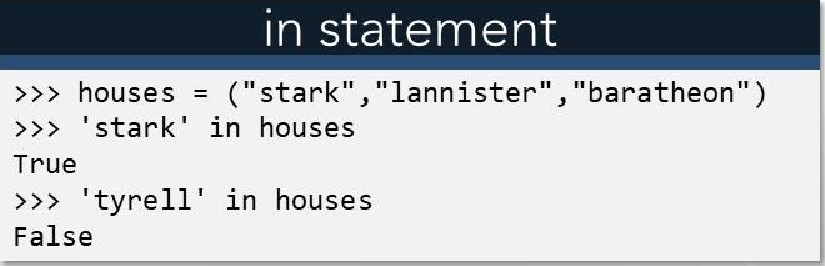 in statement
>>> houses = ("stark","lannister","baratheon")
>>> 'stark' in houses
True
>>> 'tyrell' in houses
False